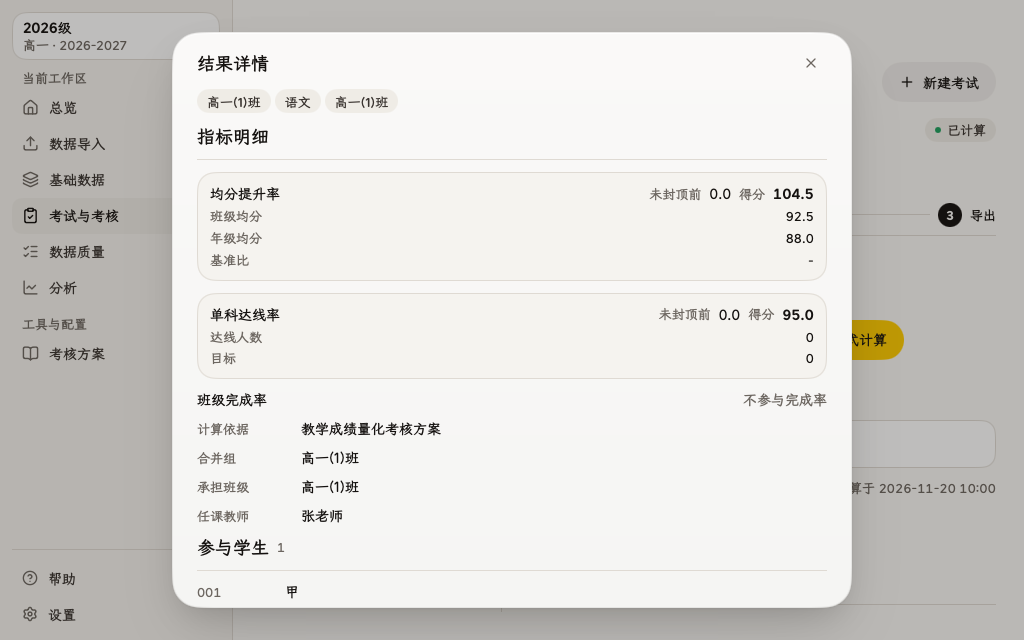 2026级
高一 · 2026-2027
当前工作区
总览
数据导入
基础数据
考试与考核
数据质量
分析
工具与配置
考核方案
帮助
设置
新建考试
已计算
3 导出
式计算
算于 2026-11-20 10:00
结果详情
高一(1)班 语文 高一(1)班
指标明细
均分提升率 未封顶前 0.0 得分 104.5
班级均分 92.5
年级均分 88.0
基准比 -
单科达线率 未封顶前 0.0 得分 95.0
达线人数 0
目标 0
班级完成率 不参与完成率
计算依据 教学成绩量化考核方案
合并组 高一(1)班
承担班级 高一(1)班
任课教师 张老师
参与学生 1
001 甲